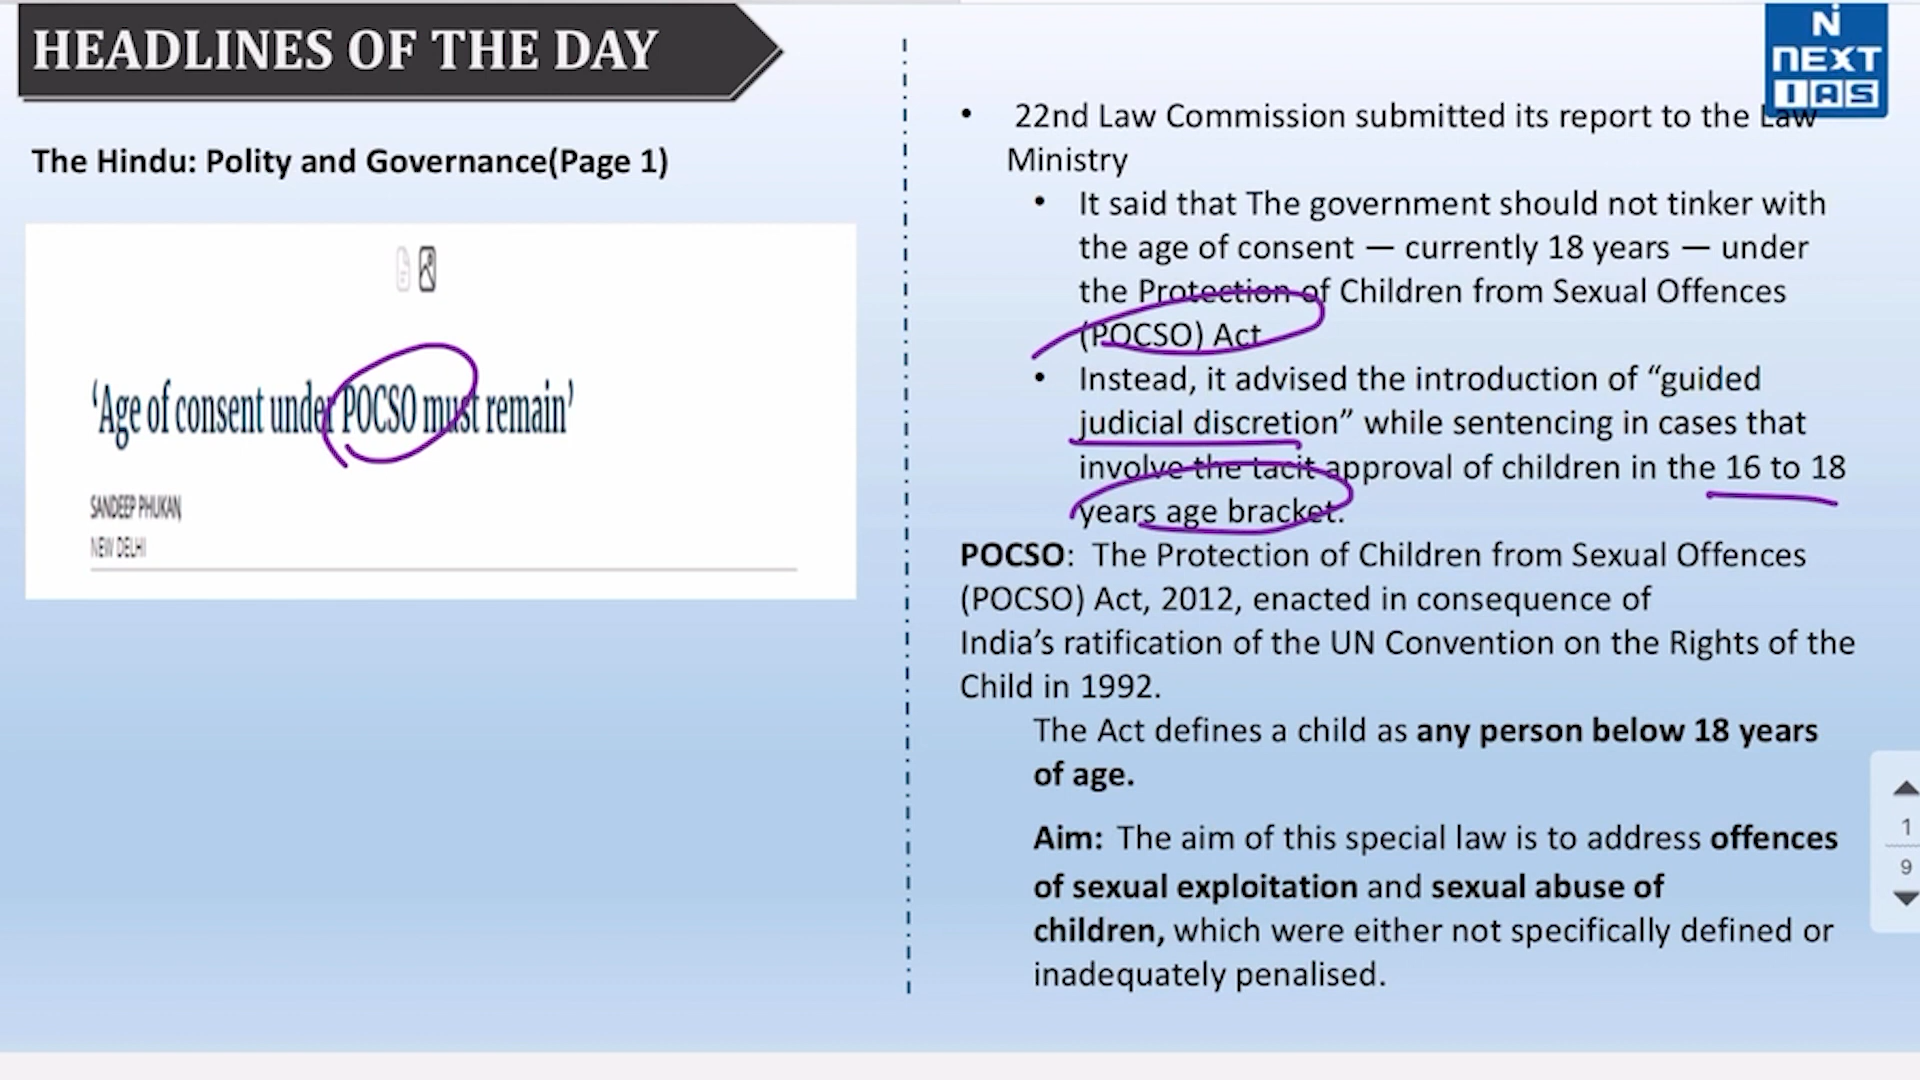 HEADLINES OF THE DAY
The Hindu: Polity and Governance(Page 1)
‘Age of consent under POCSO must remain’
SANDEEP PHUKAN
NEW DELHI
N
NEXT
IAS
• 22nd Law Commission submitted its report to the Law
Ministry
• It said that The government should not tinker with
the age of consent — currently 18 years — under
the Protection of Children from Sexual Offences
(POCSO) Act
• Instead, it advised the introduction of “guided
judicial discretion” while sentencing in cases that
involve the tacit approval of children in the 16 to 18
years age bracket.
POCSO: The Protection of Children from Sexual Offences
(POCSO) Act, 2012, enacted in consequence of
India’s ratification of the UN Convention on the Rights of the
Child in 1992.
The Act defines a child as any person below 18 years
of age.
Aim: The aim of this special law is to address offences
of sexual exploitation and sexual abuse of
children, which were either not specifically defined or
inadequately penalised.
1
9